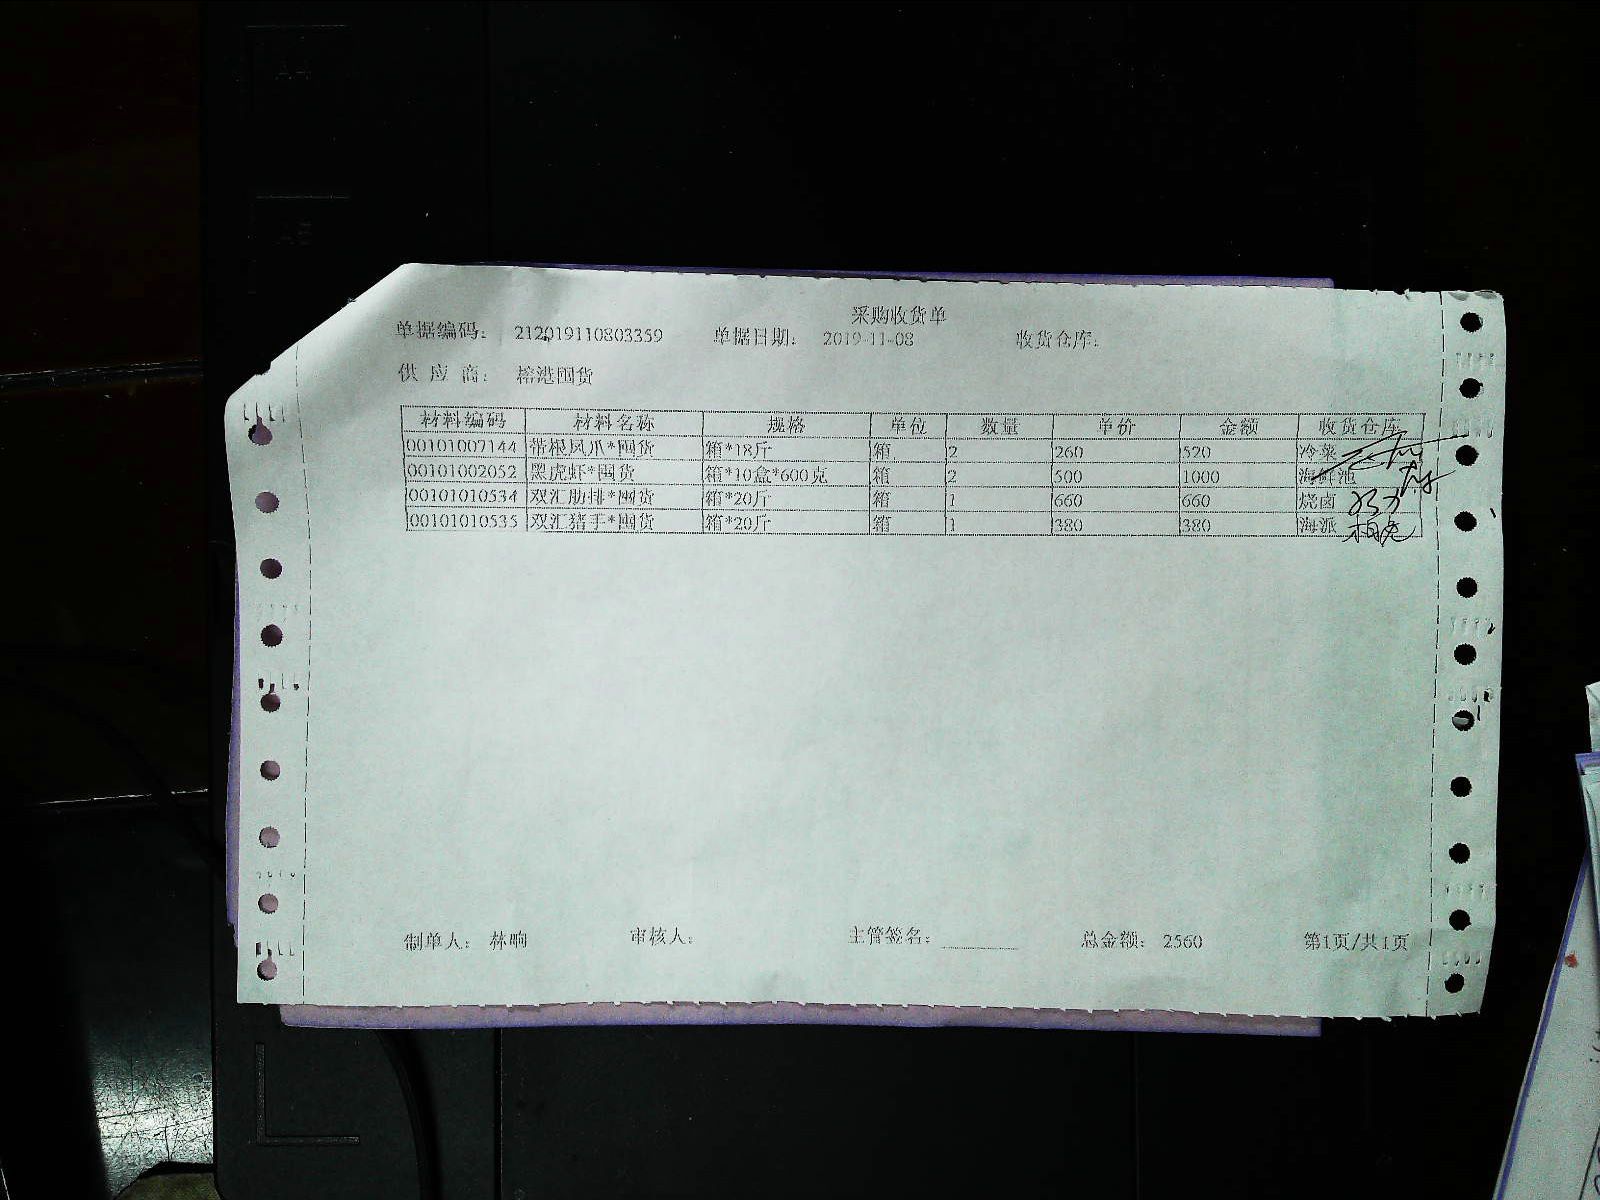 采购收货单
单据编码： 212019110803359 单据日期： 2019-11-08 收货仓库：
供 应 商： 榕港囤货
材料编码 材料名称 规格 单位 数量 单价 金额 收货仓库
00101007144 带根凤爪*囤货 箱*18斤 箱 2 260 520 冷菜
00101002052 黑虎虾*囤货 箱*10盒*600克 箱 2 500 1000 海鲜池
00101010534 双汇肋排*囤货 箱*20斤 箱 1 660 660 烧卤
00101010535 双汇猪手*囤货 箱*20斤 箱 1 380 380 海派
制单人： 林响 审核人： 主管签名： 总金额： 2560 第1页/共1页